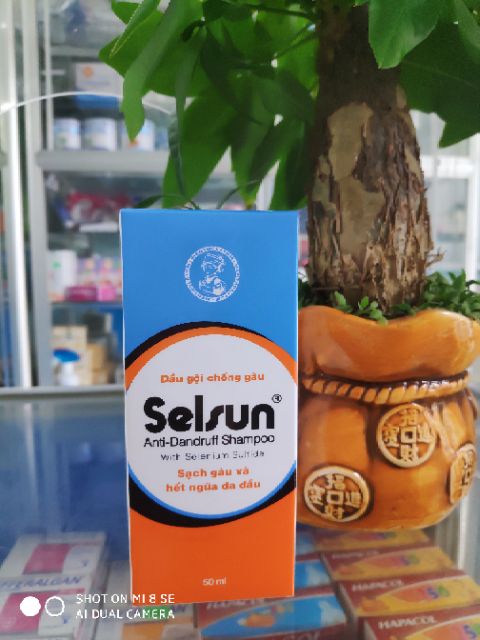 Dầu gội chống gàu
Selsun®
Anti-Dandruff Shampoo
With Selenium Sulfide
Sạch gàu và
hết ngứa da đầu
50 ml
HAPACOL
HAPACOL
SHOT ON MI 8 SE
AI DUAL CAMERA